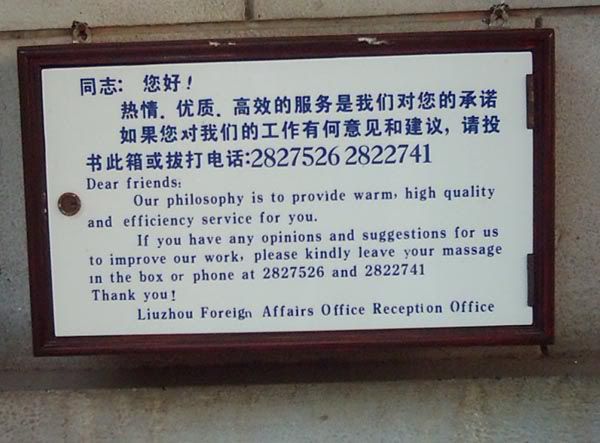 同志：您好！
热情．优质．高效的服务是我们对您的承诺
如果您对我们的工作有何意见和建议，请投
书此箱或拔打电话:2827526 2822741
Dear friends:
Our philosophy is to provide warm, high quality
and efficiency service for you.
If you have any opinions and suggestions for us
to improve our work, please kindly leave your massage
in the box or phone at 2827526 and 2822741
Thank you!
Liuzhou Foreign Affairs Office Reception Office